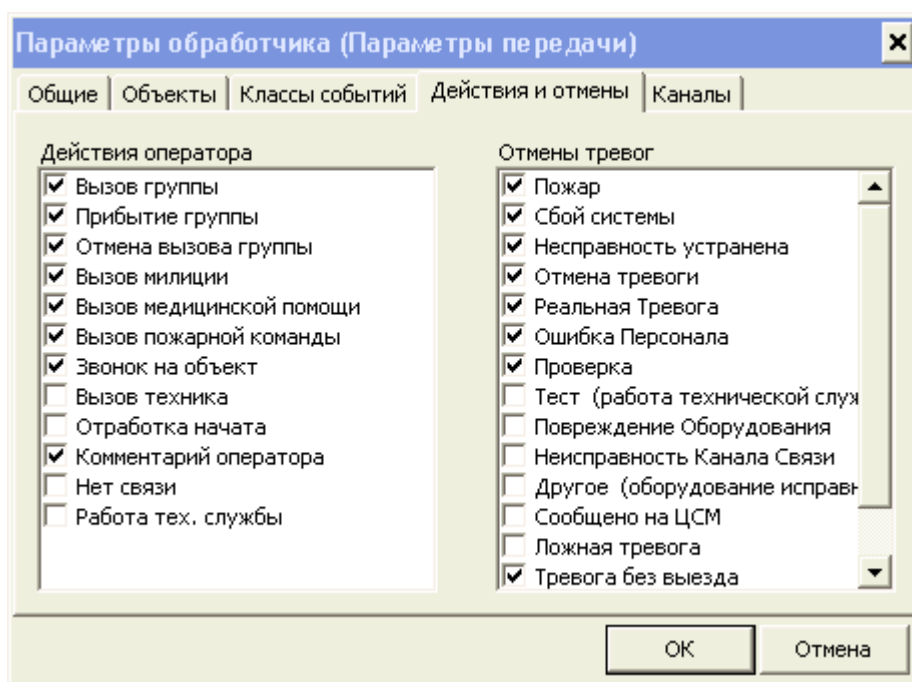 Параметры обработчика (Параметры передачи)
Общие Объекты Классы событий Действия и отмены Каналы
Действия оператора
Вызов группы
Прибытие группы
Отмена вызова группы
Вызов милиции
Вызов медицинской помощи
Вызов пожарной команды
Звонок на объект
Вызов техника
Отработка начата
Комментарий оператора
Нет связи
Работа тех. службы
Отмены тревог
Пожар
Сбой системы
Несправность устранена
Отмена тревоги
Реальная Тревога
Ошибка Персонала
Проверка
Тест (работа технической служ
Повреждение Оборудования
Неисправность Канала Связи
Другое (оборудование исправн
Сообщено на ЦСМ
Ложная тревога
Тревога без выезда
ОК Отмена